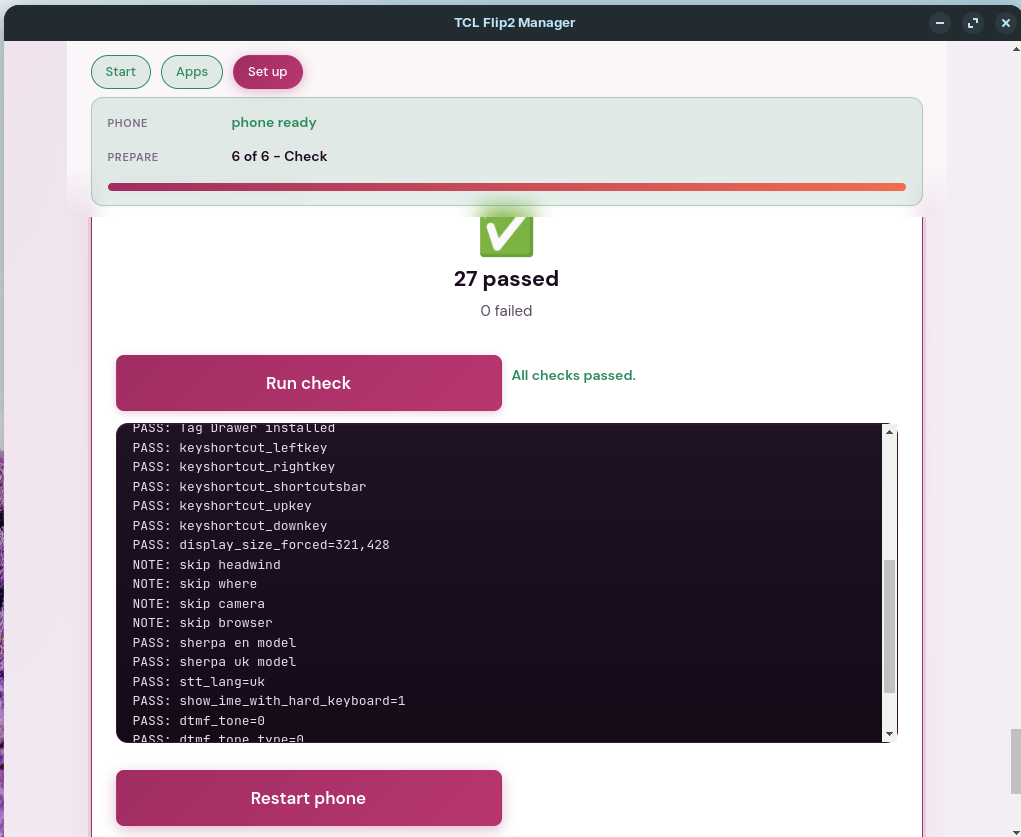 TCL Flip2 Manager
Start
Apps
Set up
PHONE
phone ready
PREPARE
6 of 6 – Check
27 passed
0 failed
Run check
All checks passed.
PASS: Tag Drawer installed
PASS: keyshortcut_leftkey
PASS: keyshortcut_rightkey
PASS: keyshortcut_shortcutsbar
PASS: keyshortcut_upkey
PASS: keyshortcut_downkey
PASS: display_size_forced=321,428
NOTE: skip headwind
NOTE: skip where
NOTE: skip camera
NOTE: skip browser
PASS: sherpa en model
PASS: sherpa uk model
PASS: stt_lang=uk
PASS: show_ime_with_hard_keyboard=1
PASS: dtmf_tone=0
PASS: dtmf_tone_type=0
Restart phone